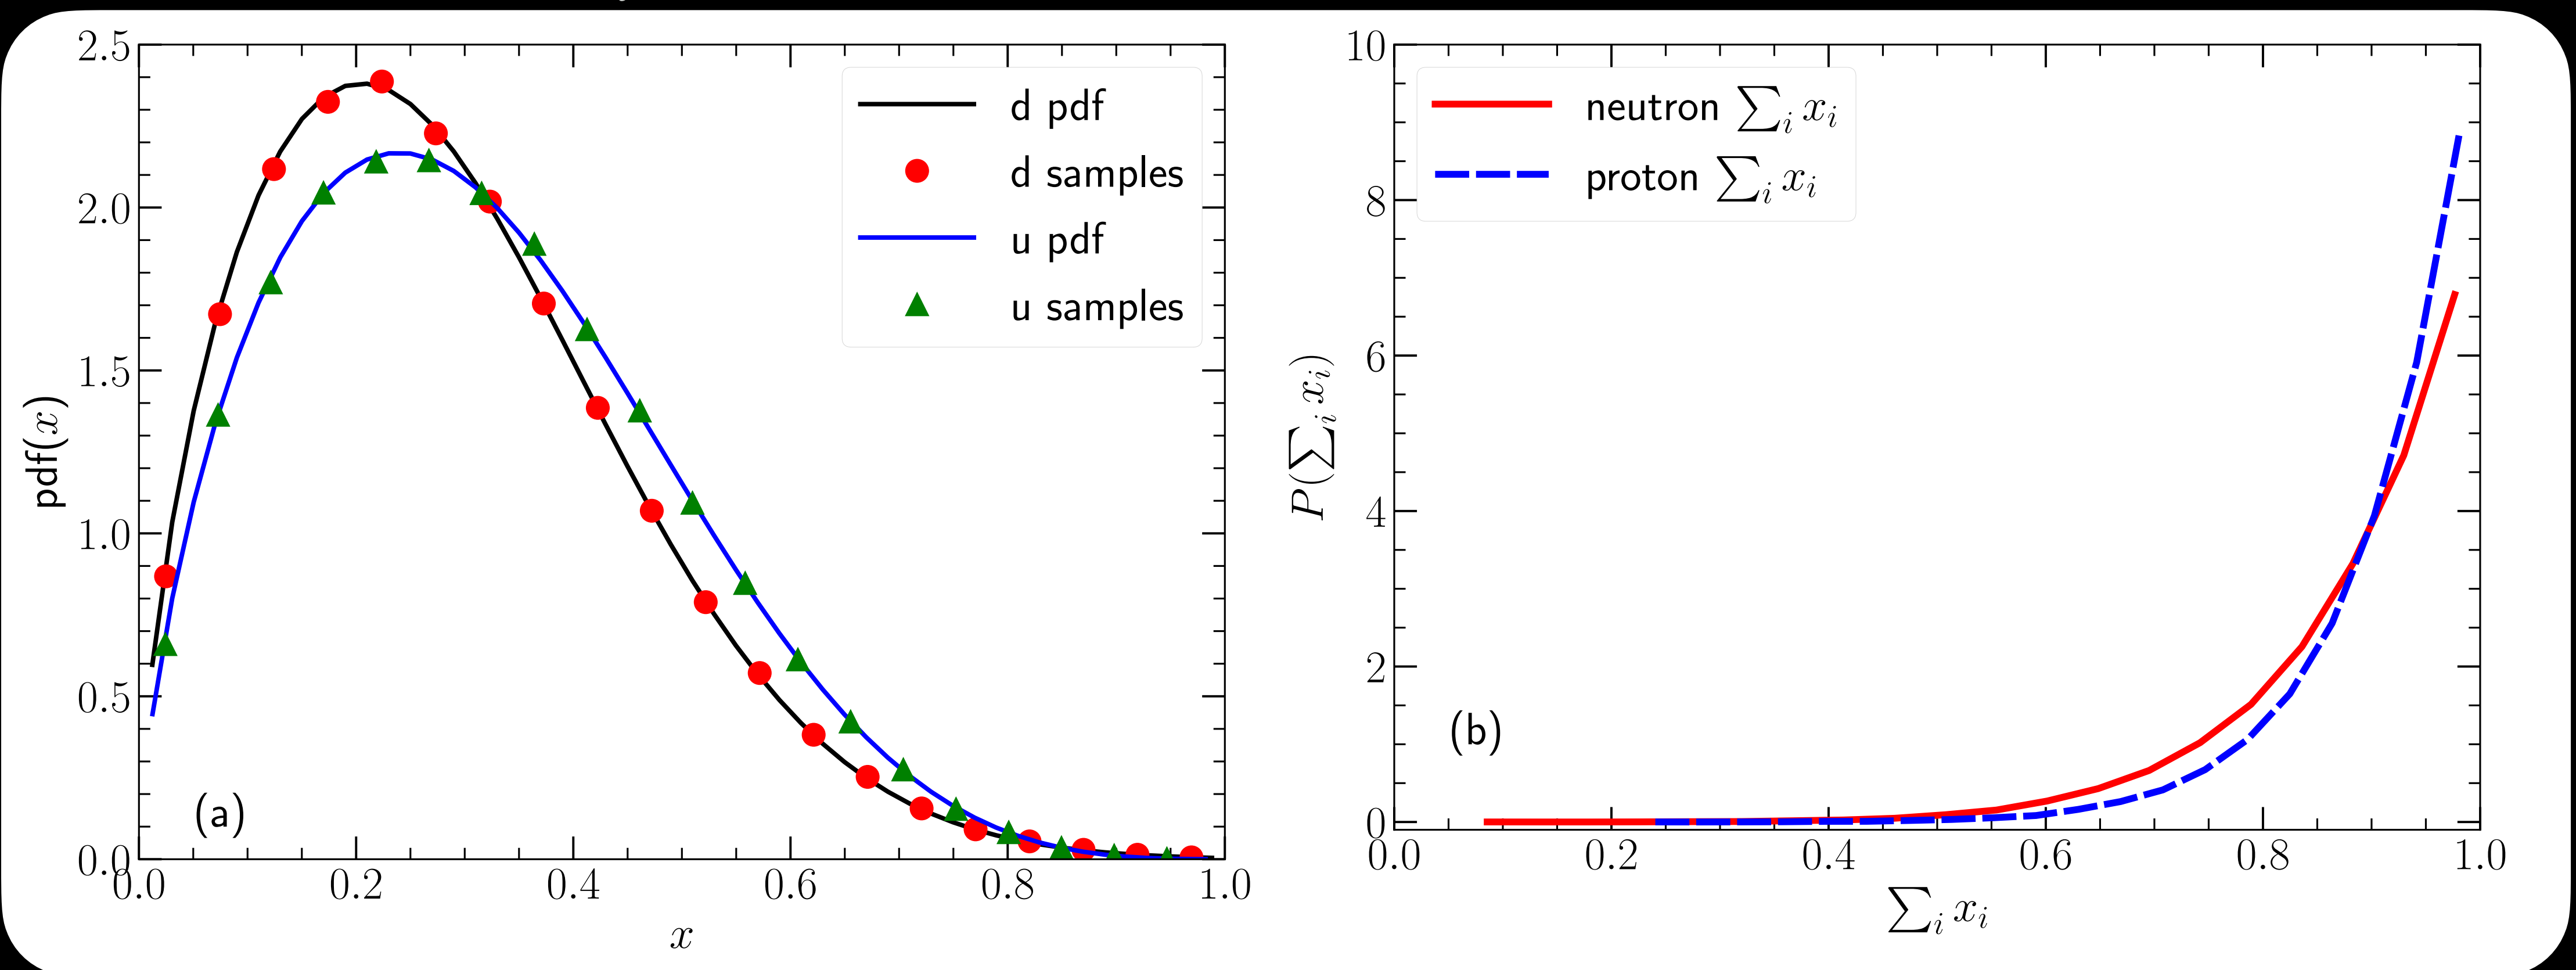 2.5
2.0
1.5
1.0
0.5
0.0
pdf(x)
d pdf
d samples
u pdf
u samples
(a)
0.0 0.2 0.4 0.6 0.8 1.0
x
10
8
6
4
2
0
P(∑ᵢ xᵢ)
neutron ∑ᵢ xᵢ
proton ∑ᵢ xᵢ
(b)
0.0 0.2 0.4 0.6 0.8 1.0
∑ᵢ xᵢ